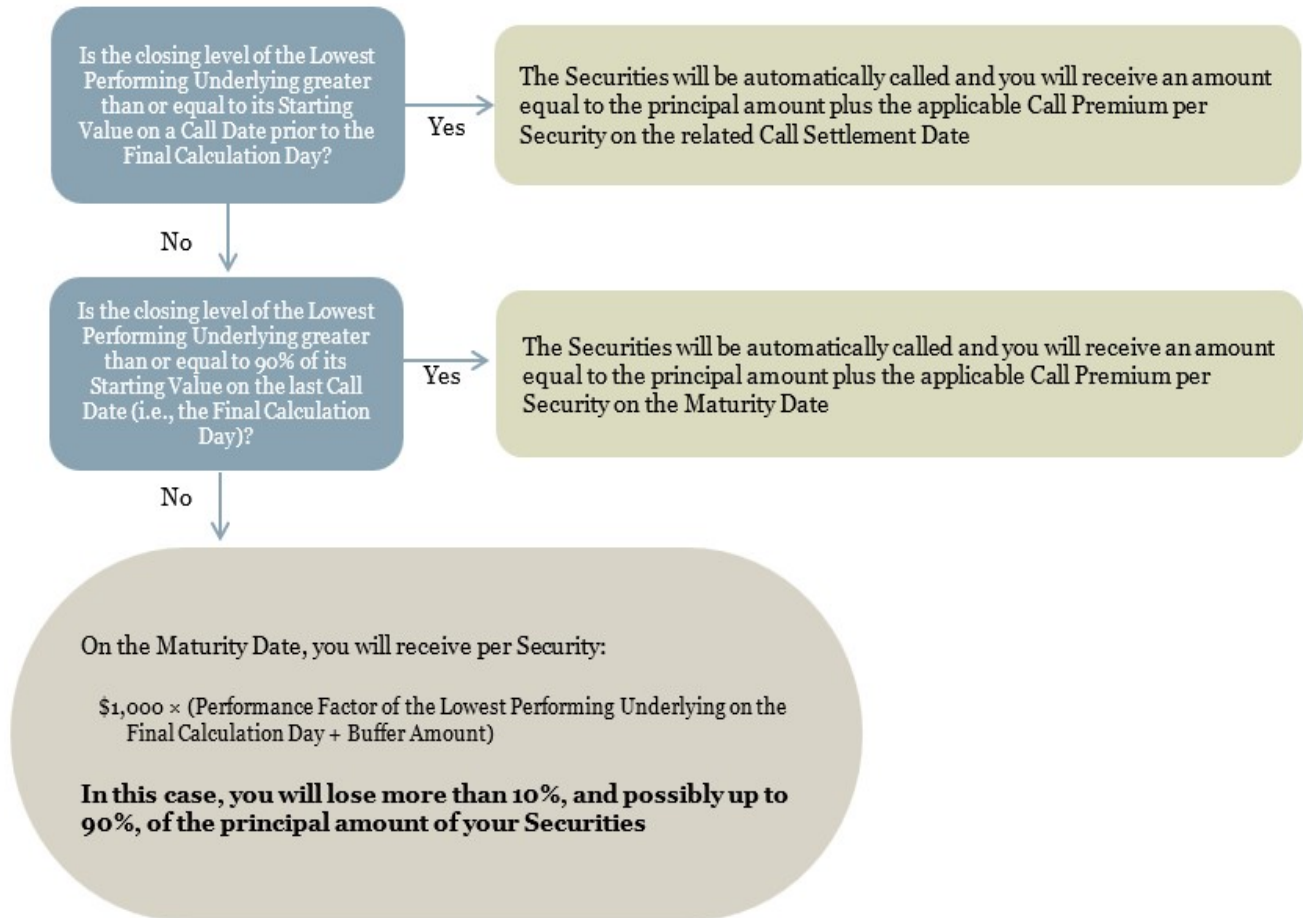 Is the closing level of the Lowest
Performing Underlying greater
than or equal to its Starting
Value on a Call Date prior to the
Final Calculation Day?
Yes
The Securities will be automatically called and you will receive an amount
equal to the principal amount plus the applicable Call Premium per
Security on the related Call Settlement Date
No
Is the closing level of the Lowest
Performing Underlying greater
than or equal to 90% of its
Starting Value on the last Call
Date (i.e., the Final Calculation
Day)?
Yes
The Securities will be automatically called and you will receive an amount
equal to the principal amount plus the applicable Call Premium per
Security on the Maturity Date
No
On the Maturity Date, you will receive per Security:
$1,000 × (Performance Factor of the Lowest Performing Underlying on the
Final Calculation Day + Buffer Amount)
In this case, you will lose more than 10%, and possibly up to
90%, of the principal amount of your Securities